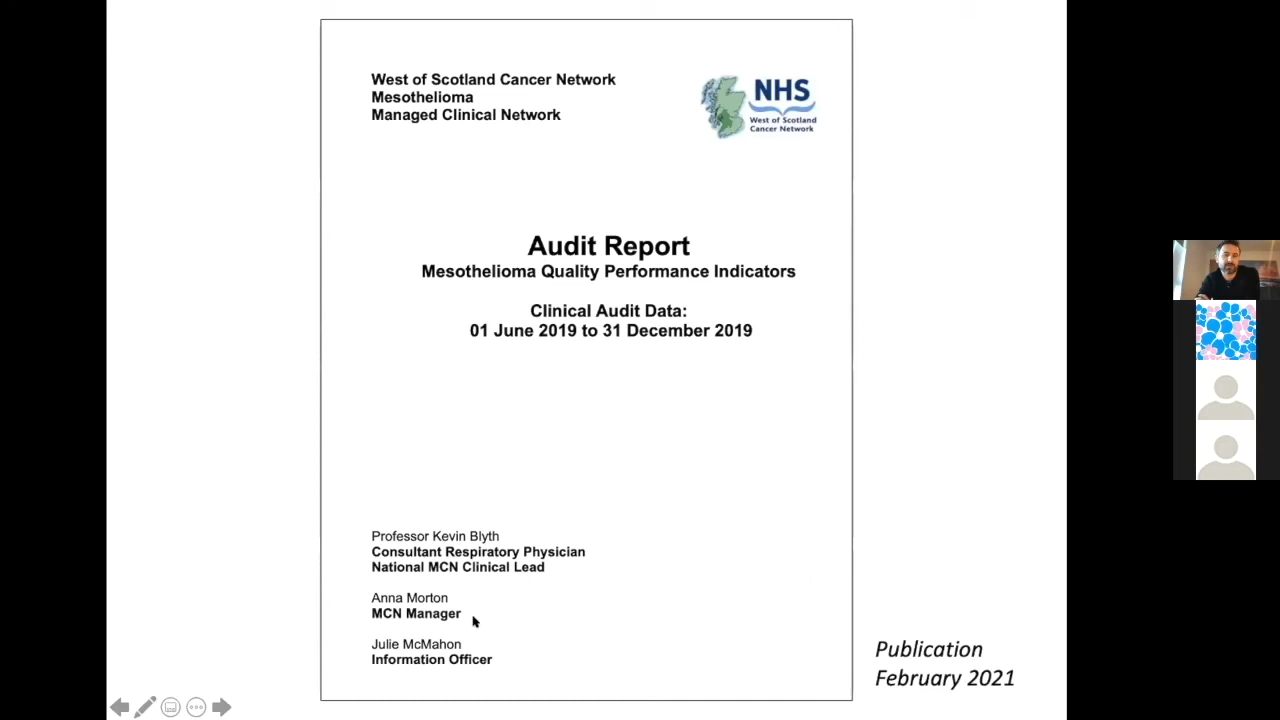 West of Scotland Cancer Network
Mesothelioma
Managed Clinical Network
NHS
West of Scotland
Cancer Network
Audit Report
Mesothelioma Quality Performance Indicators
Clinical Audit Data:
01 June 2019 to 31 December 2019
Professor Kevin Blyth
Consultant Respiratory Physician
National MCN Clinical Lead
Anna Morton
MCN Manager
Julie McMahon
Information Officer
Publication
February 2021